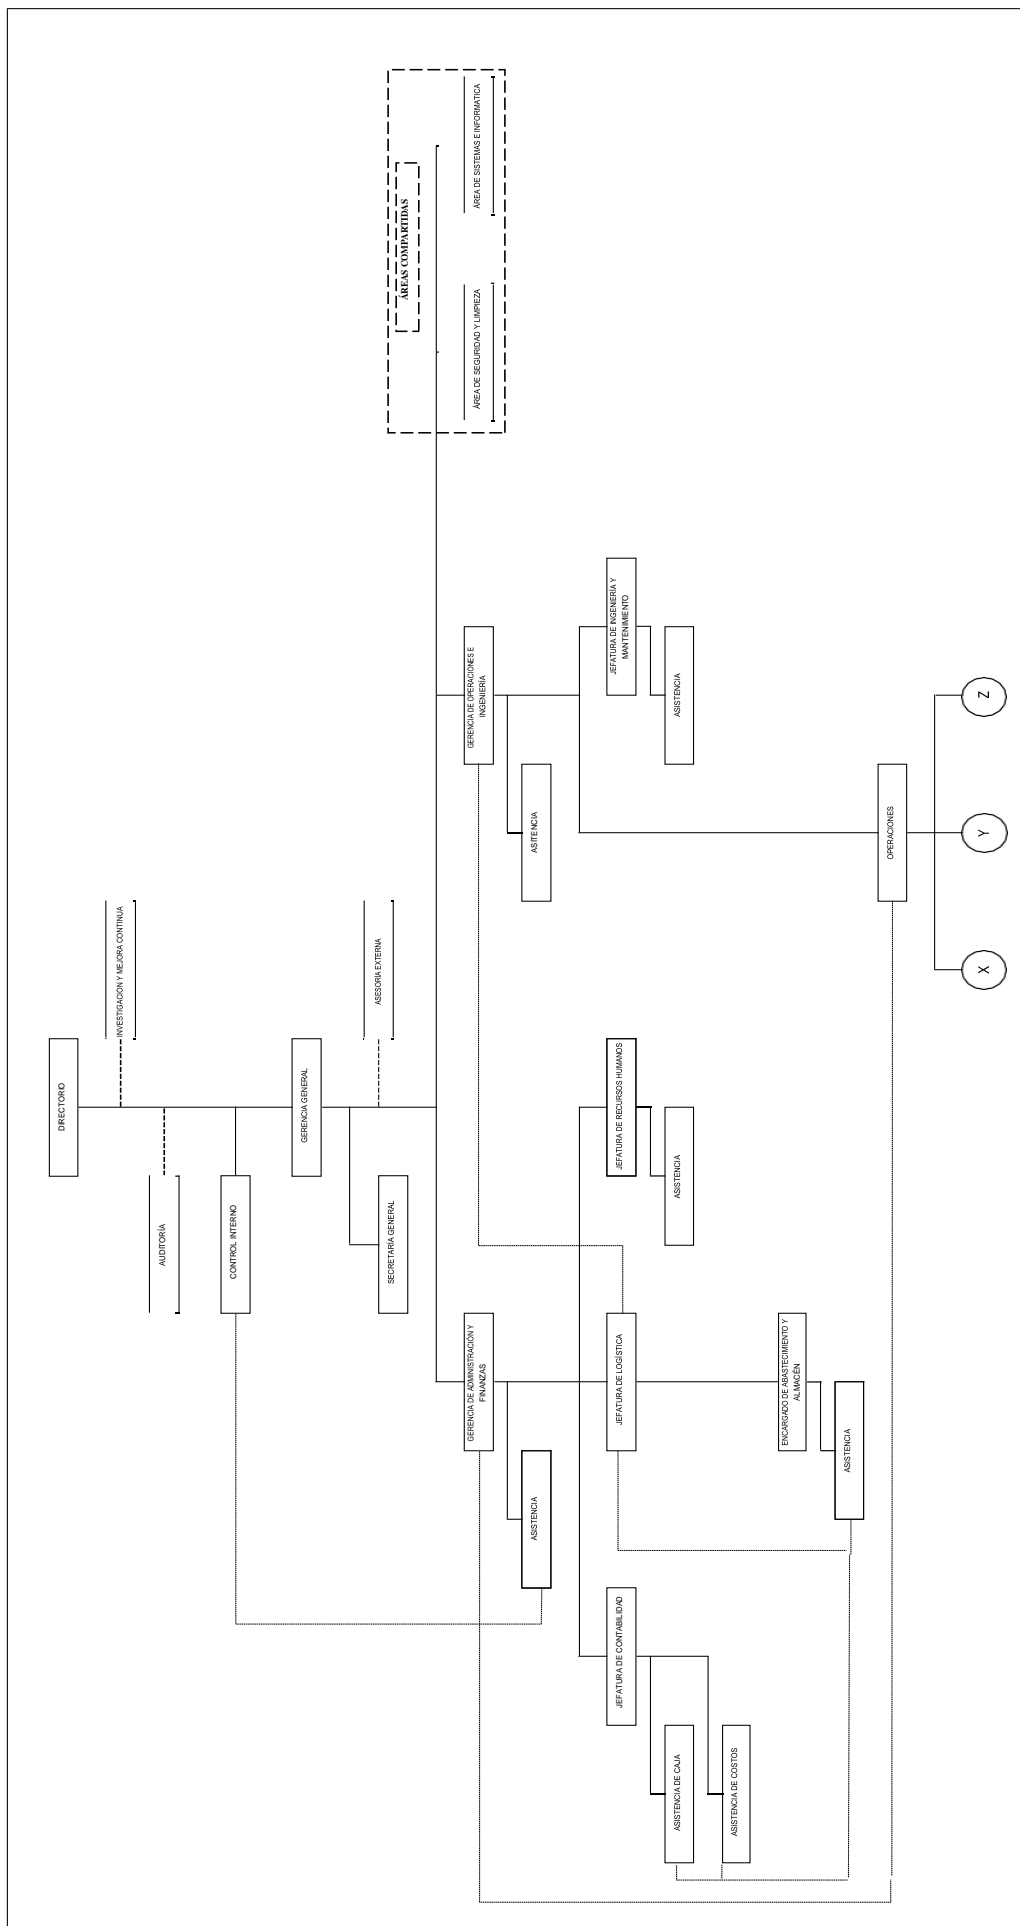 DIRECTORIO
INVESTIGACION Y MEJORA CONTINUA
AUDITORÍA
CONTROL INTERNO
GERENCIA GENERAL
ASESORÍA EXTERNA
SECRETARÍA GENERAL
ÁREAS COMPARTIDAS
GERENCIA DE ADMINISTRACIÓN Y
FINANZAS
GERENCIA DE OPERACIONES E
INGENIERÍA
ÁREA DE SEGURIDAD Y LIMPIEZA
ÁREA DE SISTEMAS E INFORMATICA
ASISTENCIA
ASITENCIA
JEFATURA DE CONTABILIDAD
JEFATURA DE LOGÍSTICA
JEFATURA DE RECURSOS HUMANOS
JEFATURA DE INGENIERÍA Y
MANTENIMIENTO
ASISTENCIA DE CAJA
ASISTENCIA
ASISTENCIA
ASISTENCIA DE COSTOS
ENCARGADO DE ABASTECIMIENTO Y
ALMACÉN
ASISTENCIA
OPERACIONES
X
Y
Z